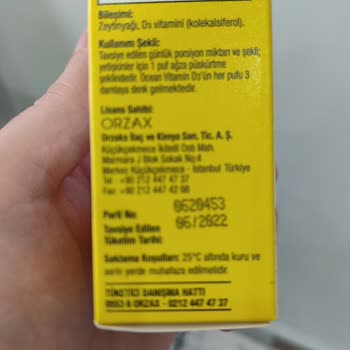 Bileşimi:
Zeytinyağı, D₃ vitamini (kolekalsiferol).
Kullanım Şekli:
Tavsiye edilen günlük porsiyon miktarı ve şekli;
yetişkinler için 1 puf ağza püskürtme
şeklindedir. Ocean Vitamin D₃'ün her pufu 3
damlaya denk gelmektedir.
Lisans Sahibi:
ORZAX
Orzaks İlaç ve Kimya San. Tic. A. Ş.
Küçükçekmece İkitelli Osb Mah.
Marmara J Blok Sokak No:4
Merkez Küçükçekmece - İstanbul Türkiye
Tel : +90 212 447 47 37
Fax: +90 212 447 42 98
Parti No: 0620453
Tavsiye Edilen 06/2022
Tüketim Tarihi:
Saklama Koşulları: 25°C altında kuru ve
serin yerde muhafaza edilmelidir.
TÜKETİCİ DANIŞMA HATTI
0553 6 ORZAX - 0212 447 47 37